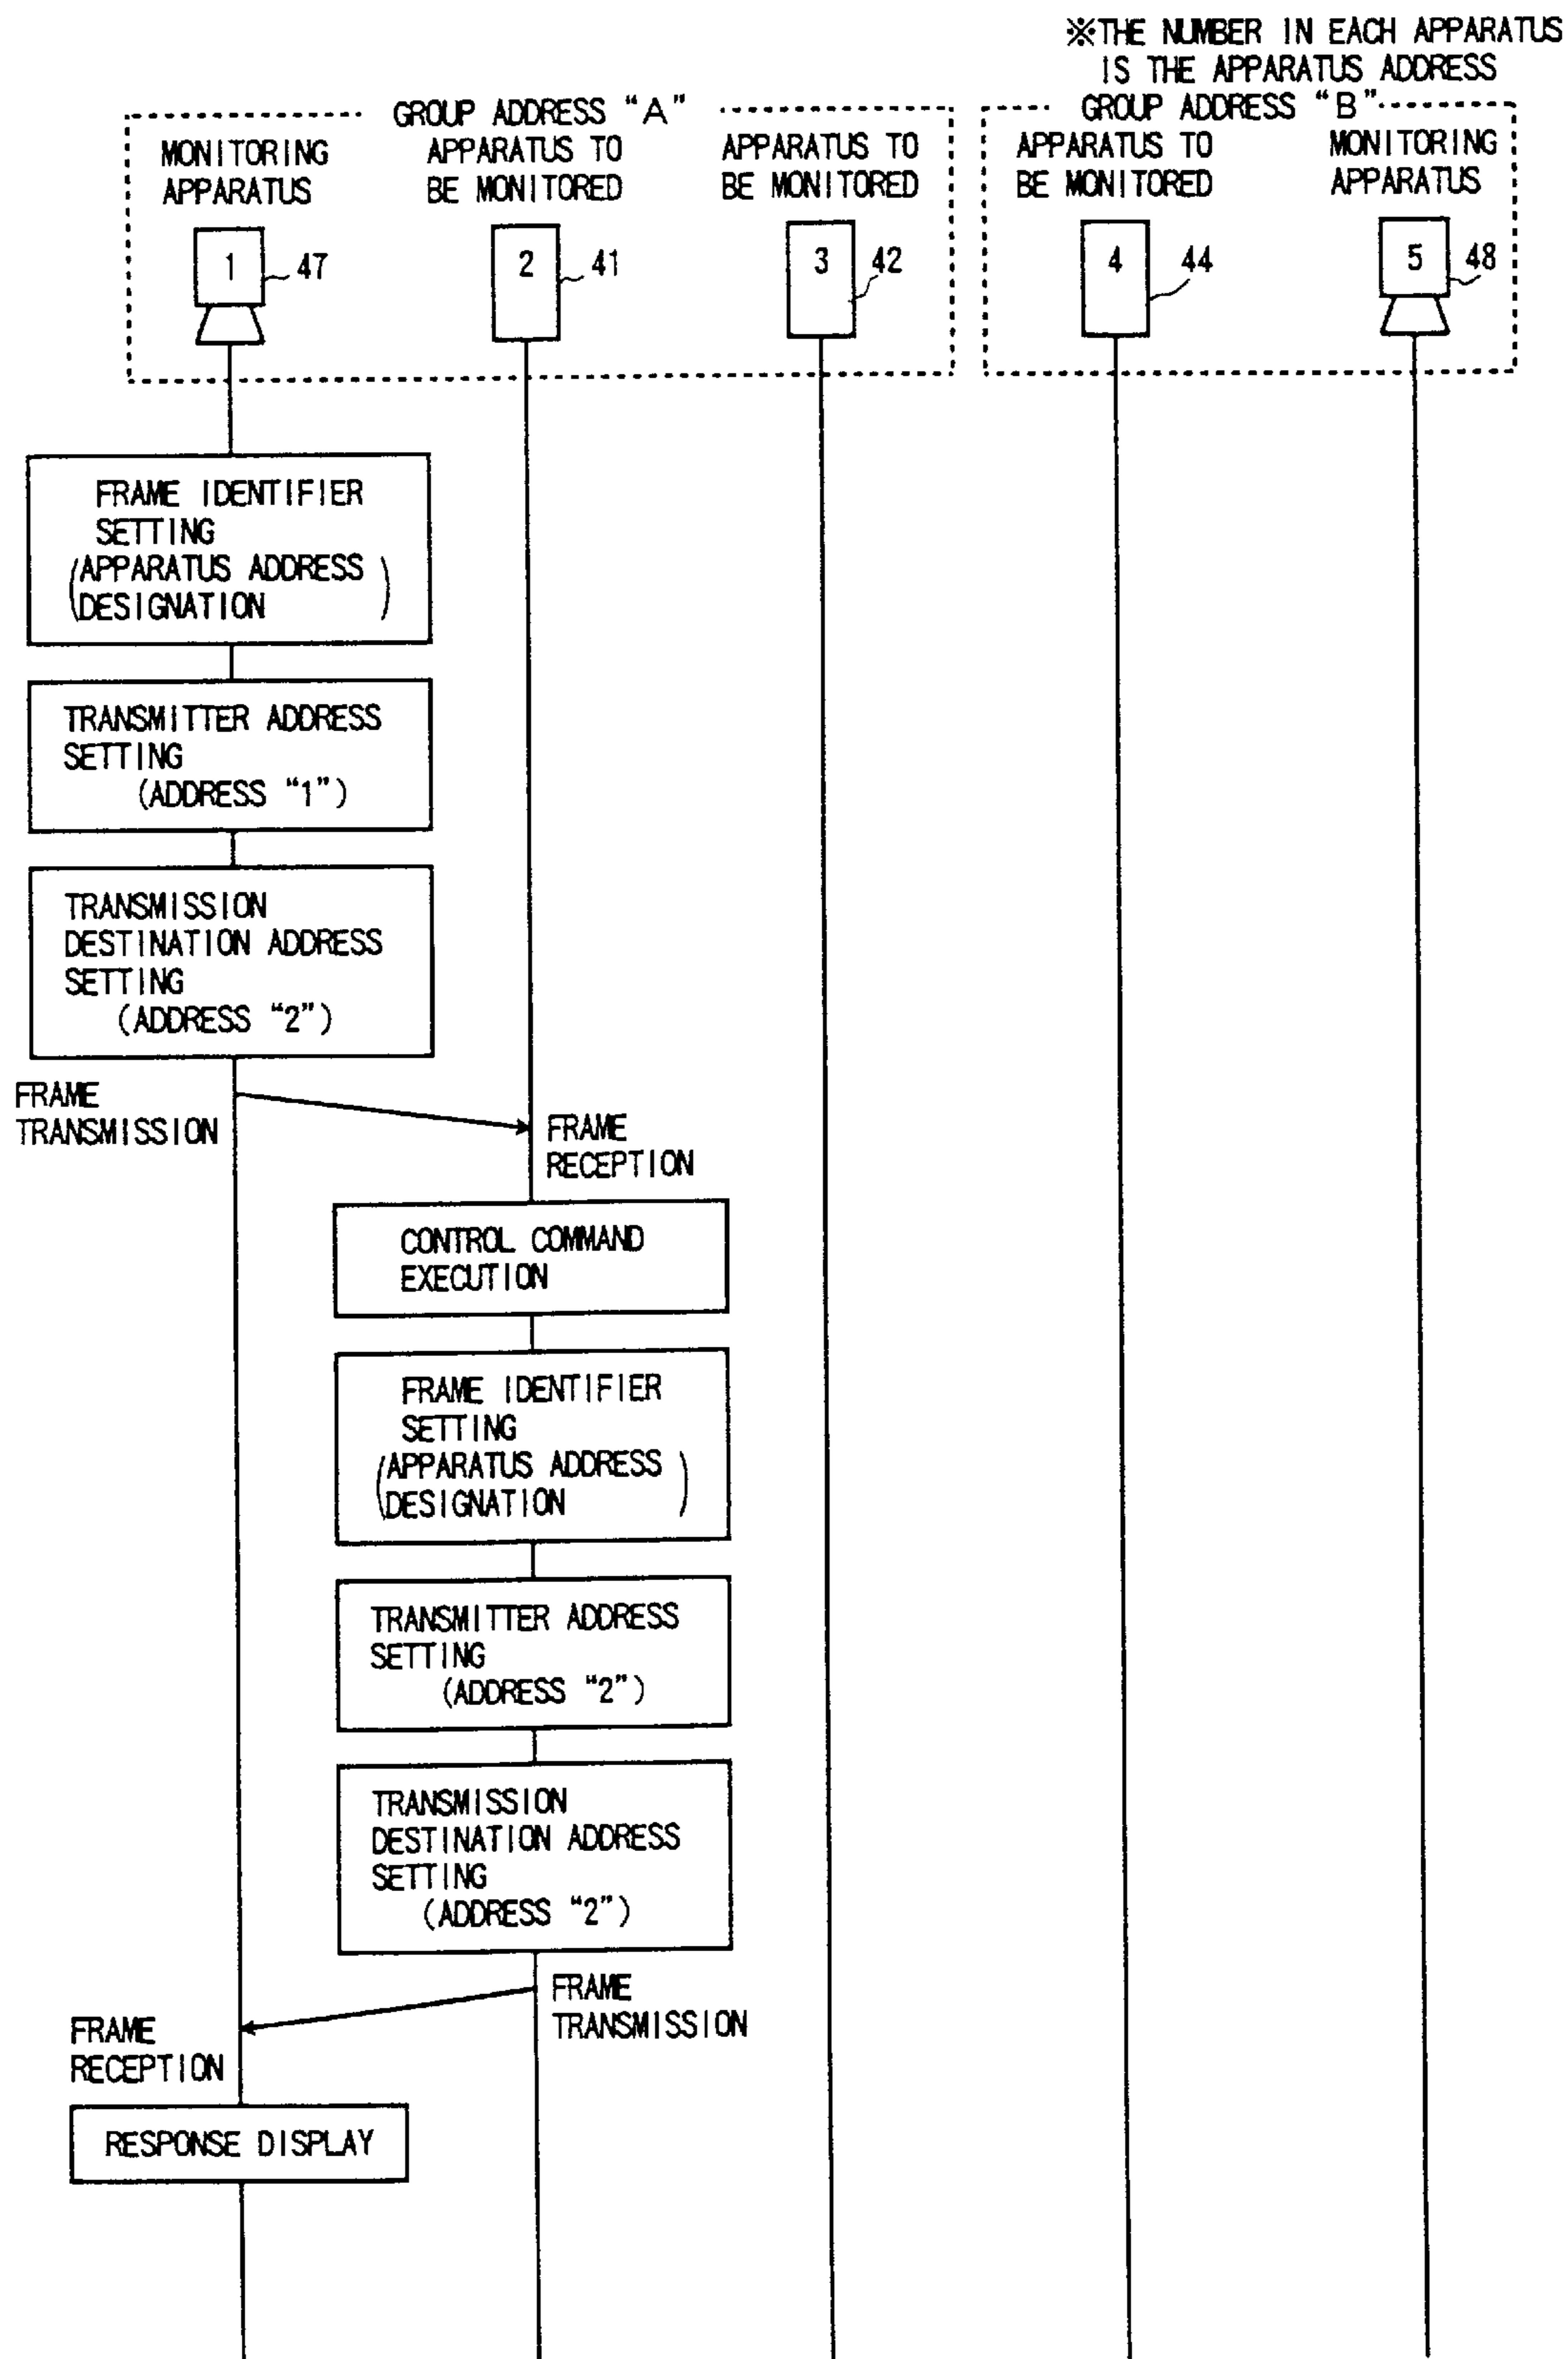 ※THE NUMBER IN EACH APPARATUS
IS THE APPARATUS ADDRESS
GROUP ADDRESS “A”
GROUP ADDRESS “B”
MONITORING
APPARATUS
APPARATUS TO
BE MONITORED
APPARATUS TO
BE MONITORED
APPARATUS TO
BE MONITORED
MONITORING
APPARATUS
1
47
2
41
3
42
4
44
5
48
FRAME IDENTIFIER
SETTING
(APPARATUS ADDRESS
DESIGNATION)
TRANSMITTER ADDRESS
SETTING
(ADDRESS “1”)
TRANSMISSION
DESTINATION ADDRESS
SETTING
(ADDRESS “2”)
FRAME
TRANSMISSION
FRAME
RECEPTION
CONTROL COMMAND
EXECUTION
FRAME IDENTIFIER
SETTING
(APPARATUS ADDRESS
DESIGNATION)
TRANSMITTER ADDRESS
SETTING
(ADDRESS “2”)
TRANSMISSION
DESTINATION ADDRESS
SETTING
(ADDRESS “2”)
FRAME
TRANSMISSION
FRAME
RECEPTION
RESPONSE DISPLAY